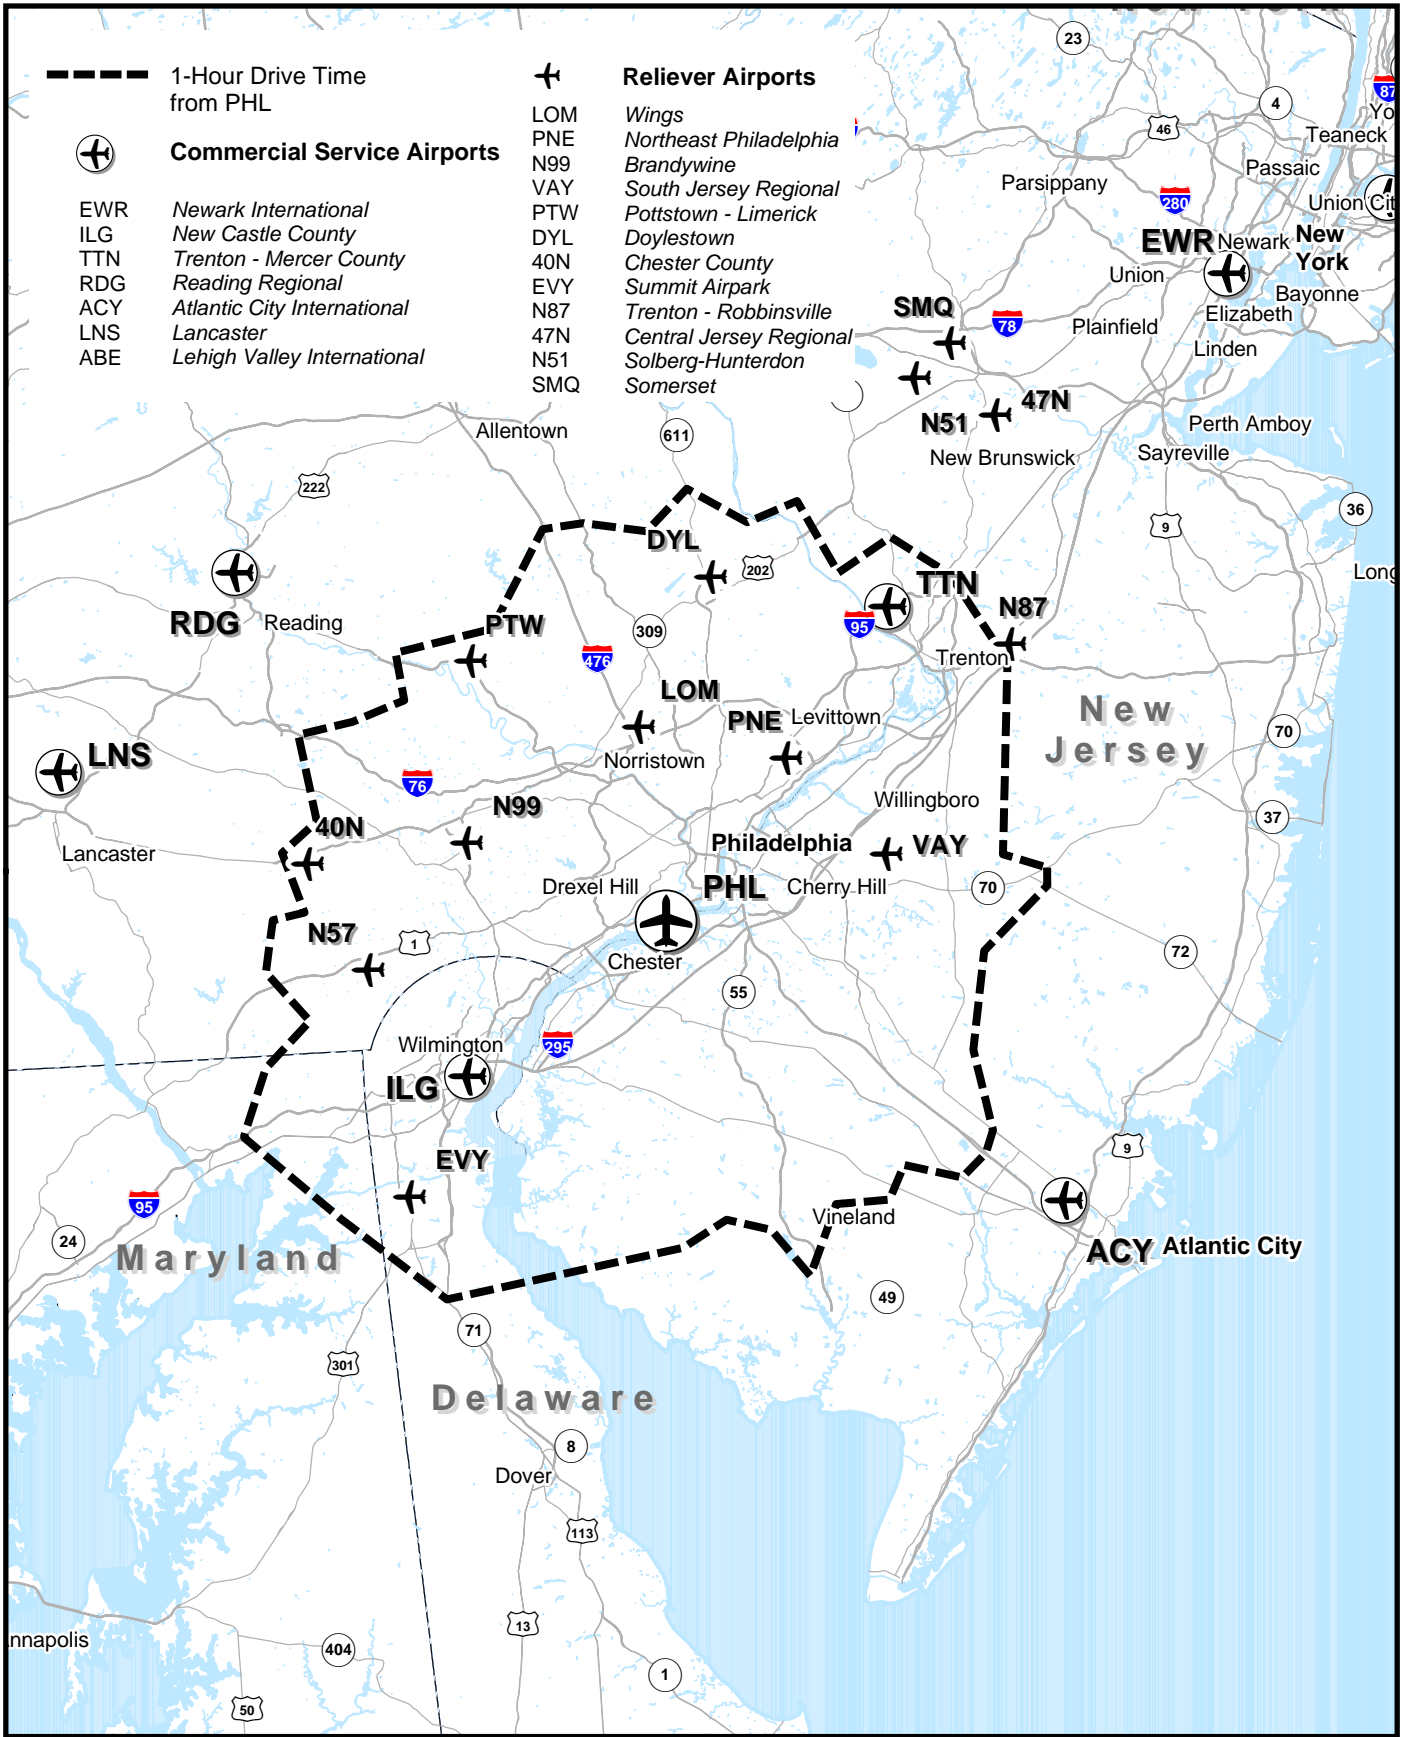 1-Hour Drive Time
from PHL
Commercial Service Airports
EWR Newark International
ILG New Castle County
TTN Trenton - Mercer County
RDG Reading Regional
ACY Atlantic City International
LNS Lancaster
ABE Lehigh Valley International
Reliever Airports
LOM Wings
PNE Northeast Philadelphia
N99 Brandywine
VAY South Jersey Regional
PTW Pottstown - Limerick
DYL Doylestown
40N Chester County
EVY Summit Airpark
N87 Trenton - Robbinsville
47N Central Jersey Regional
N51 Solberg-Hunterdon
SMQ Somerset
New York
23
87
4
Yo
46
Teaneck
Passaic
Parsippany
280
Union Cit
EWR
Newark
New
York
Union
Bayonne
Elizabeth
SMQ
78
Plainfield
Linden
47N
N51
Perth Amboy
Allentown
611
New Brunswick
Sayreville
222
36
9
DYL
202
Long
TTN
RDG
Reading
PTW
309
95
N87
476
Trenton
LOM
New
Jersey
PNE
Levittown
70
LNS
Norristown
76
N99
Willingboro
37
40N
Lancaster
Philadelphia
VAY
Drexel Hill
PHL
Cherry Hill
70
N57
1
72
Chester
55
Wilmington
295
ILG
EVY
9
95
24
Maryland
Vineland
ACY
Atlantic City
49
71
301
Delaware
8
Dover
113
13
nnapolis
404
1
50